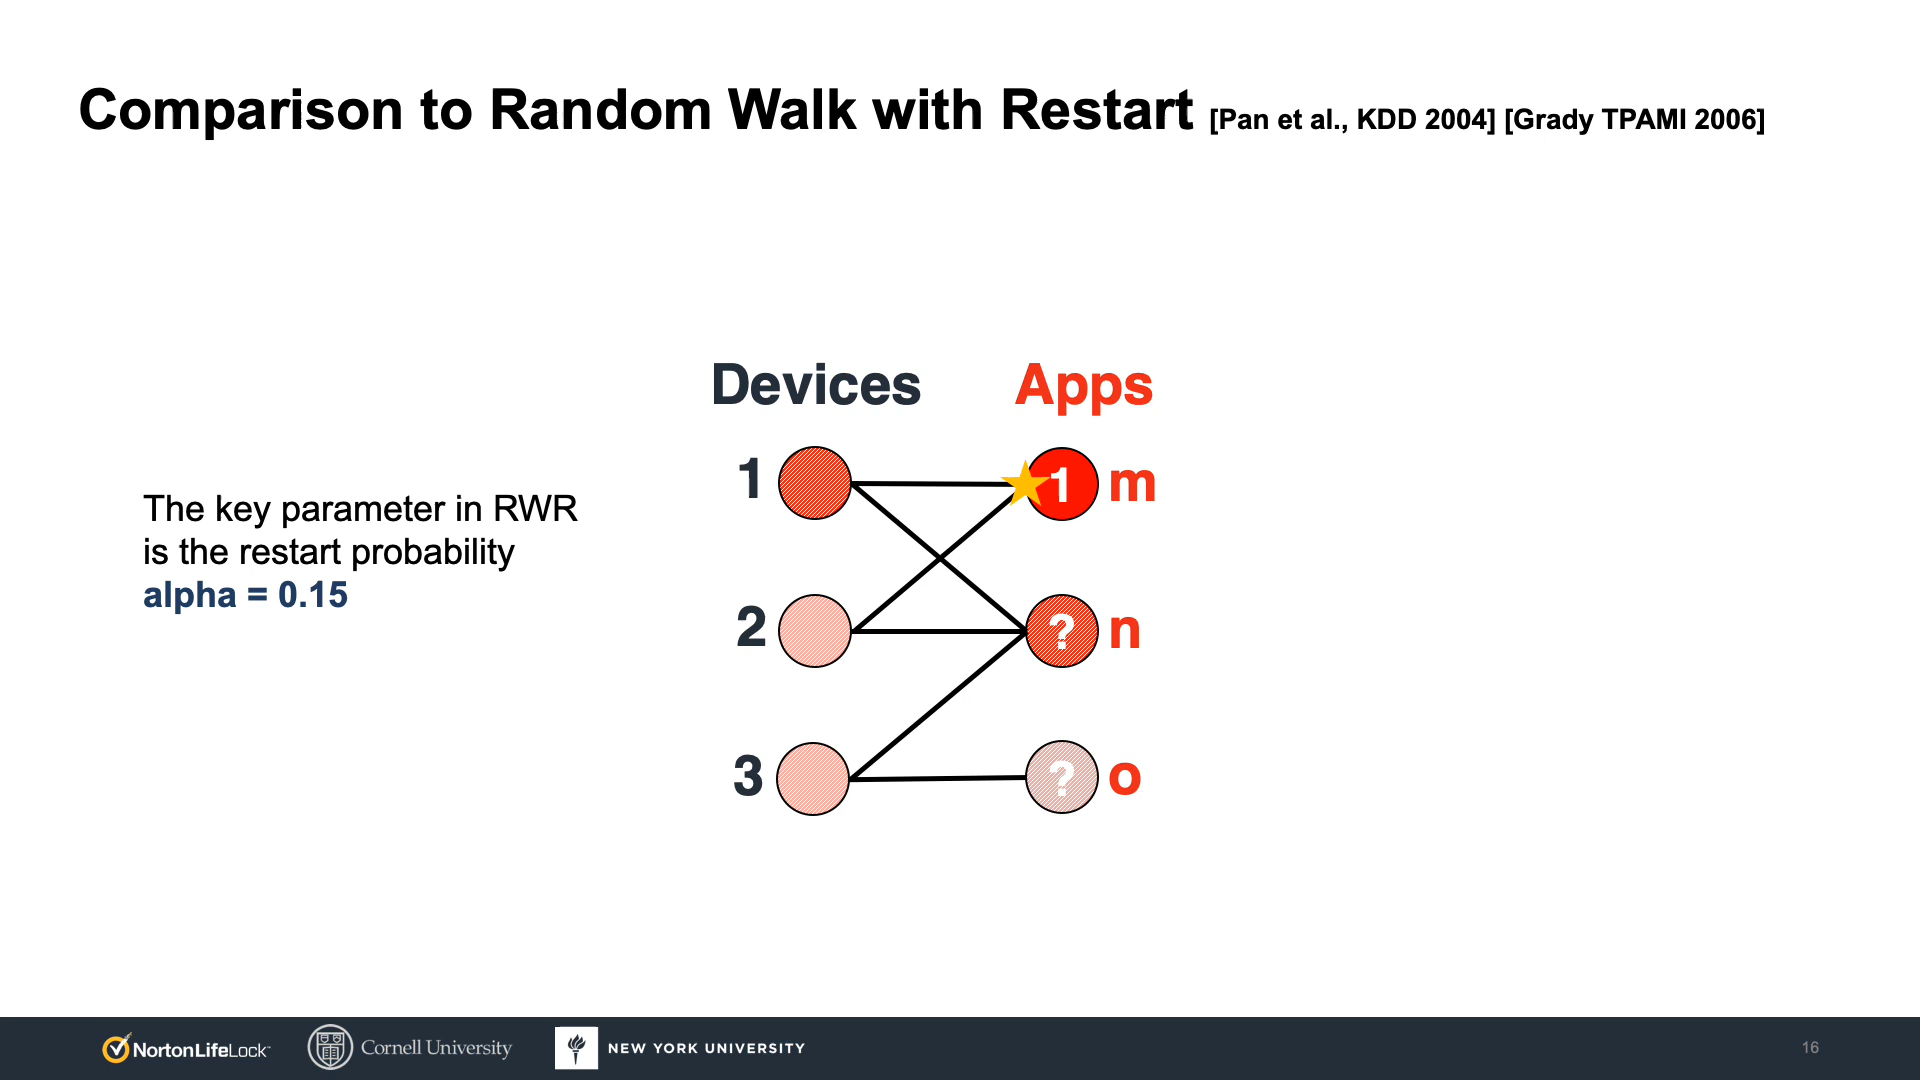 Comparison to Random Walk with Restart [Pan et al., KDD 2004] [Grady TPAMI 2006]
The key parameter in RWR
is the restart probability
alpha = 0.15
Devices Apps
1 1 m
2 ? n
3 ? o
NortonLifeLock Cornell University NEW YORK UNIVERSITY 16